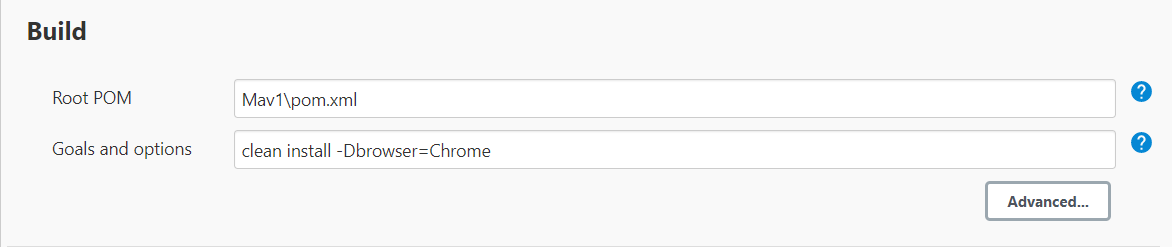 Build
Root POM Mav1\pom.xml ?
Goals and options clean install -Dbrowser=Chrome ?
Advanced...